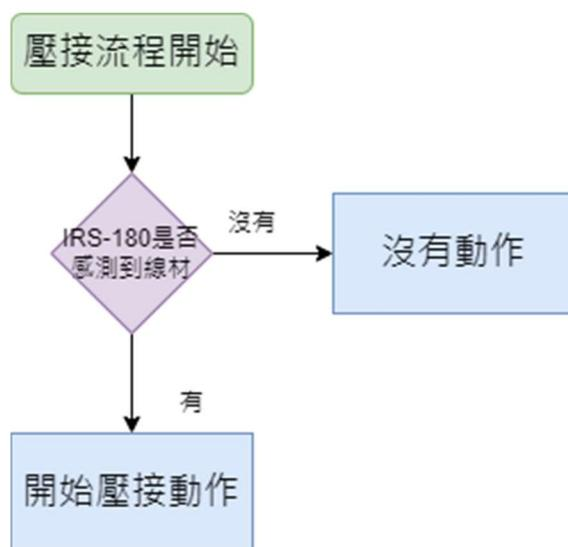 壓接流程開始
IRS-180是否
感測到線材
沒有
沒有動作
有
開始壓接動作